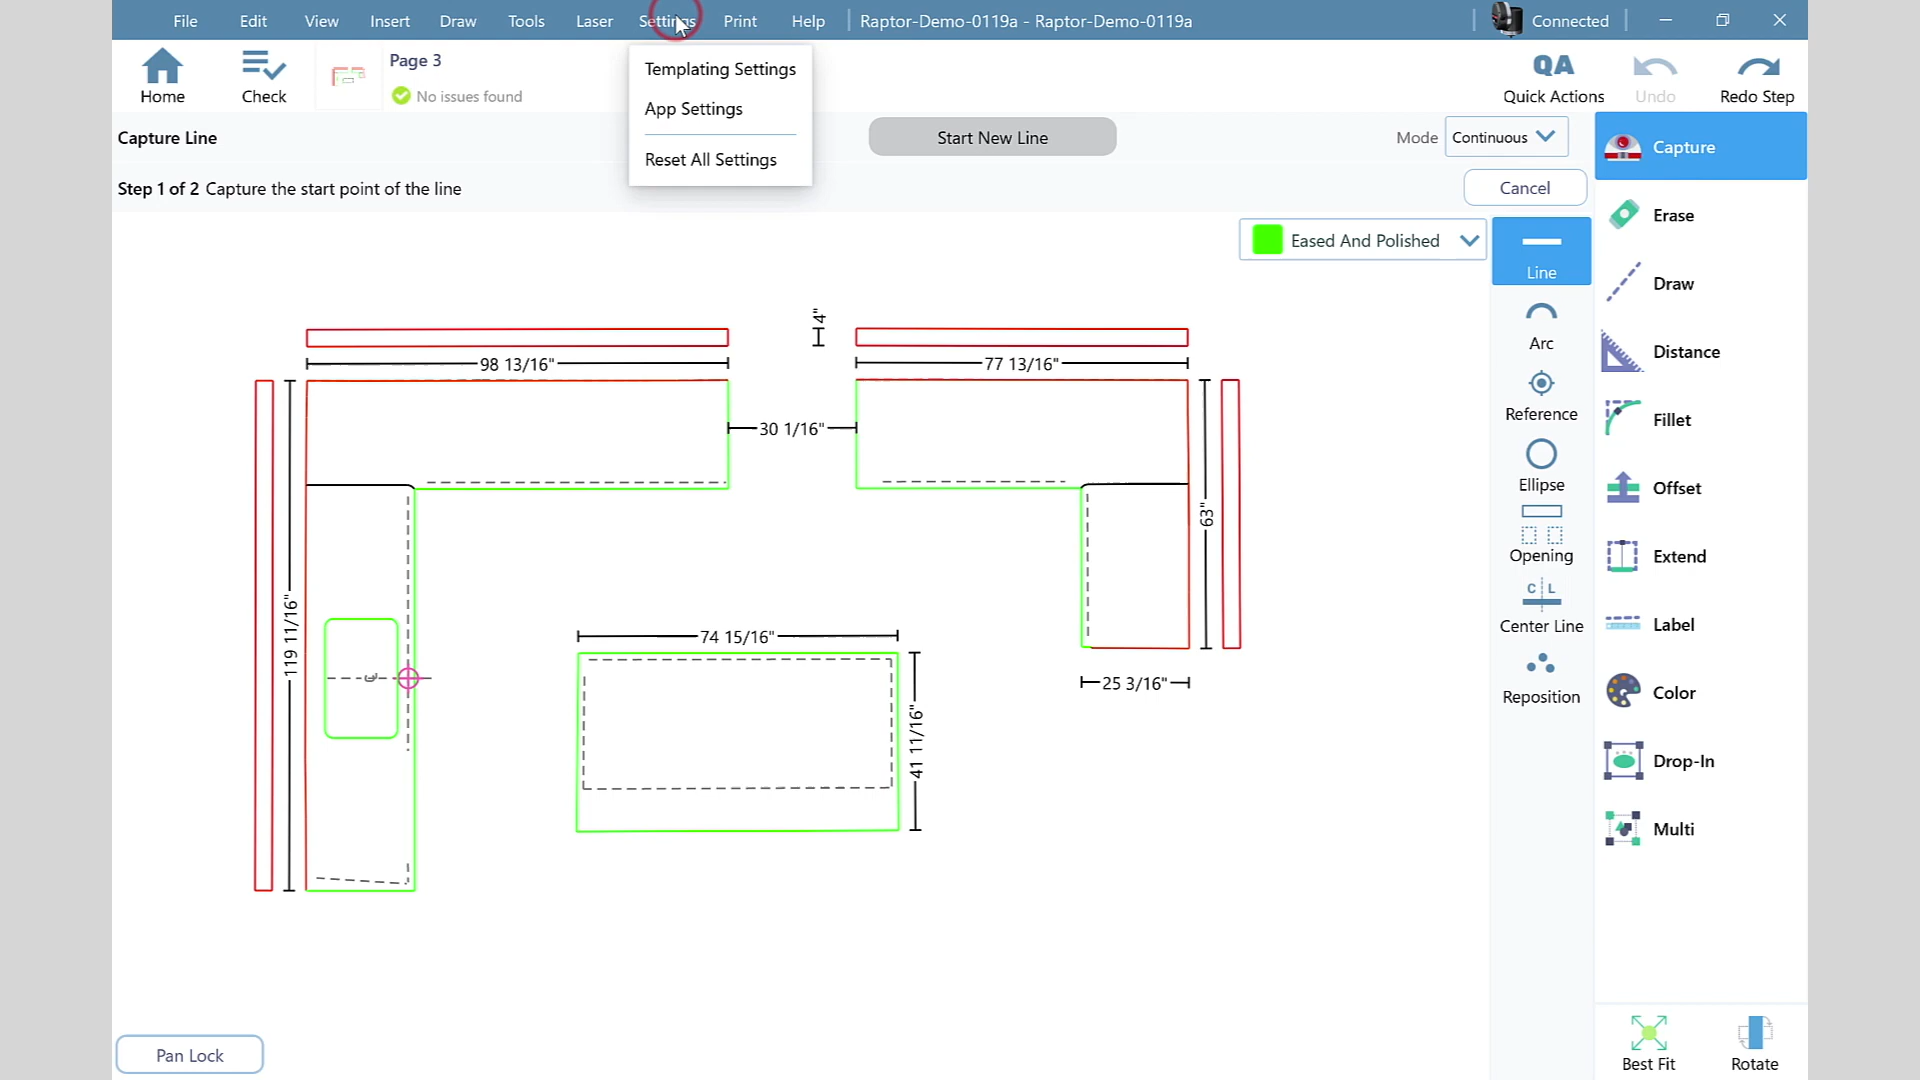 File Edit View Insert Draw Tools Laser Settings Print Help Raptor-Demo-0119a - Raptor-Demo-0119a Connected
Home
Check
Page 3
No issues found
Templating Settings
App Settings
Reset All Settings
QA
Quick Actions
Undo
Redo Step
Capture Line
Start New Line
Mode
Continuous
Step 1 of 2 Capture the start point of the line
Cancel
Eased And Polished
Line
Arc
Reference
Ellipse
Opening
C L
Center Line
Reposition
Capture
Erase
Draw
Distance
Fillet
Offset
Extend
Label
Color
Drop-In
Multi
4"
98 13/16"
77 13/16"
30 1/16"
63"
119 11/16"
74 15/16"
25 3/16"
41 11/16"
Pan Lock
Best Fit
Rotate